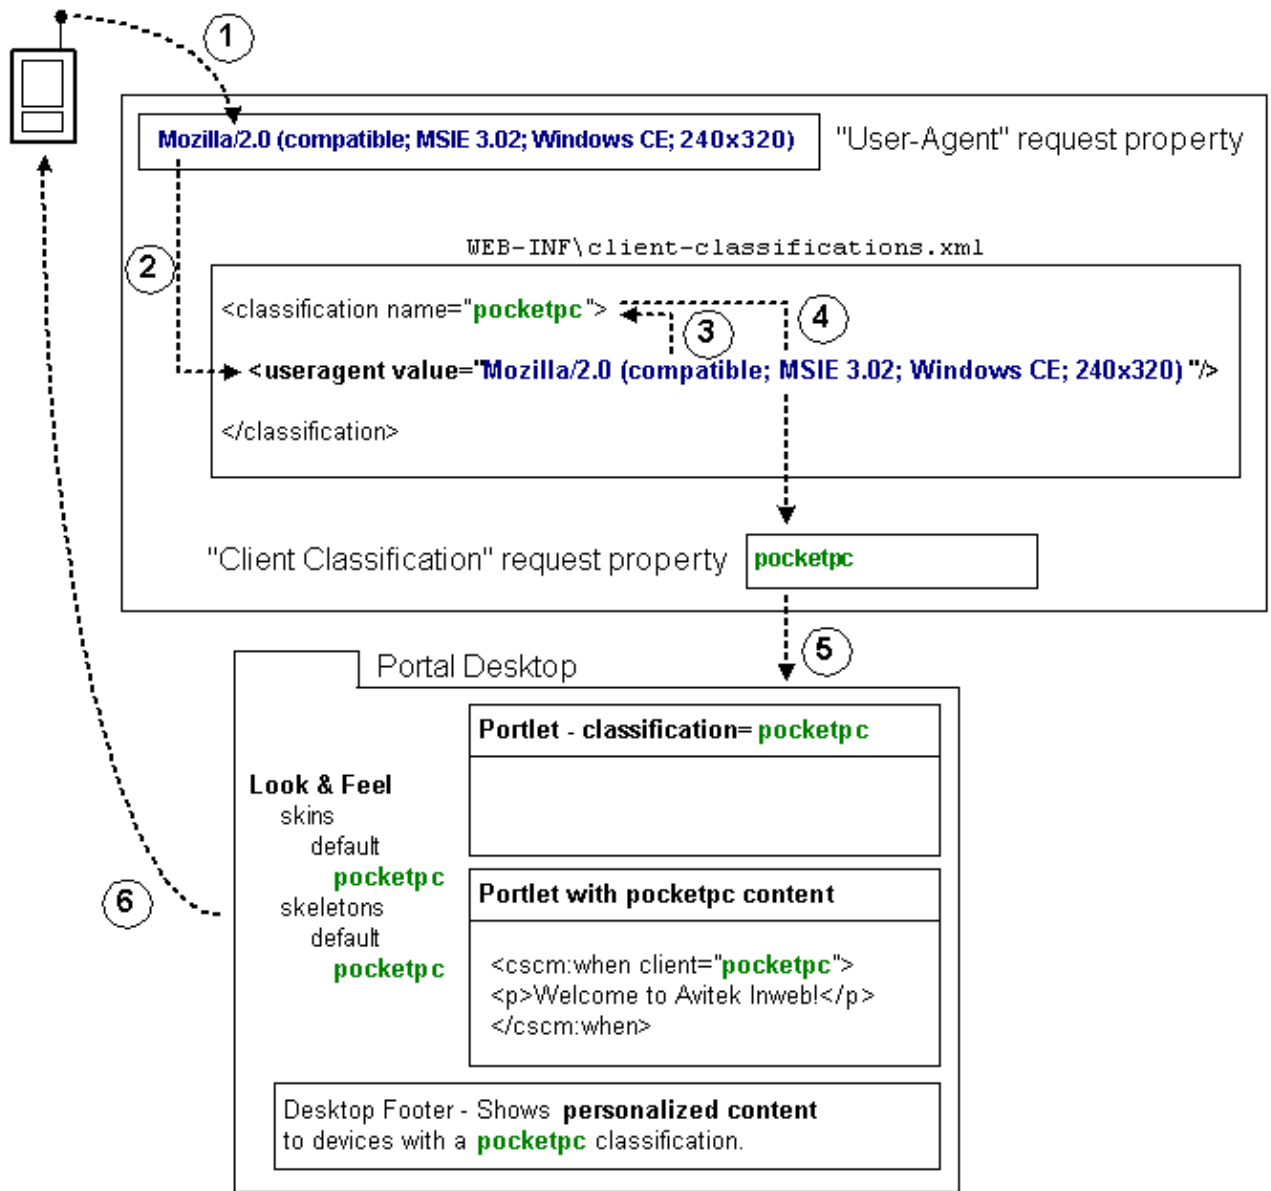 1
Mozilla/2.0 (compatible; MSIE 3.02; Windows CE; 240x320)
"User-Agent" request property
2
WEB-INF\client-classifications.xml
<classification name="pocketpc">
3
4
<useragent value="Mozilla/2.0 (compatible; MSIE 3.02; Windows CE; 240x320) "/>
</classification>
"Client Classification" request property
pocketpc
5
Portal Desktop
Portlet - classification= pocketpc
Look & Feel
skins
default
pocketpc
skeletons
default
pocketpc
6
Portlet with pocketpc content
<cscm:when client="pocketpc">
<p>Welcome to Avitek Inweb!</p>
</cscm:when>
Desktop Footer - Shows personalized content
to devices with a pocketpc classification.